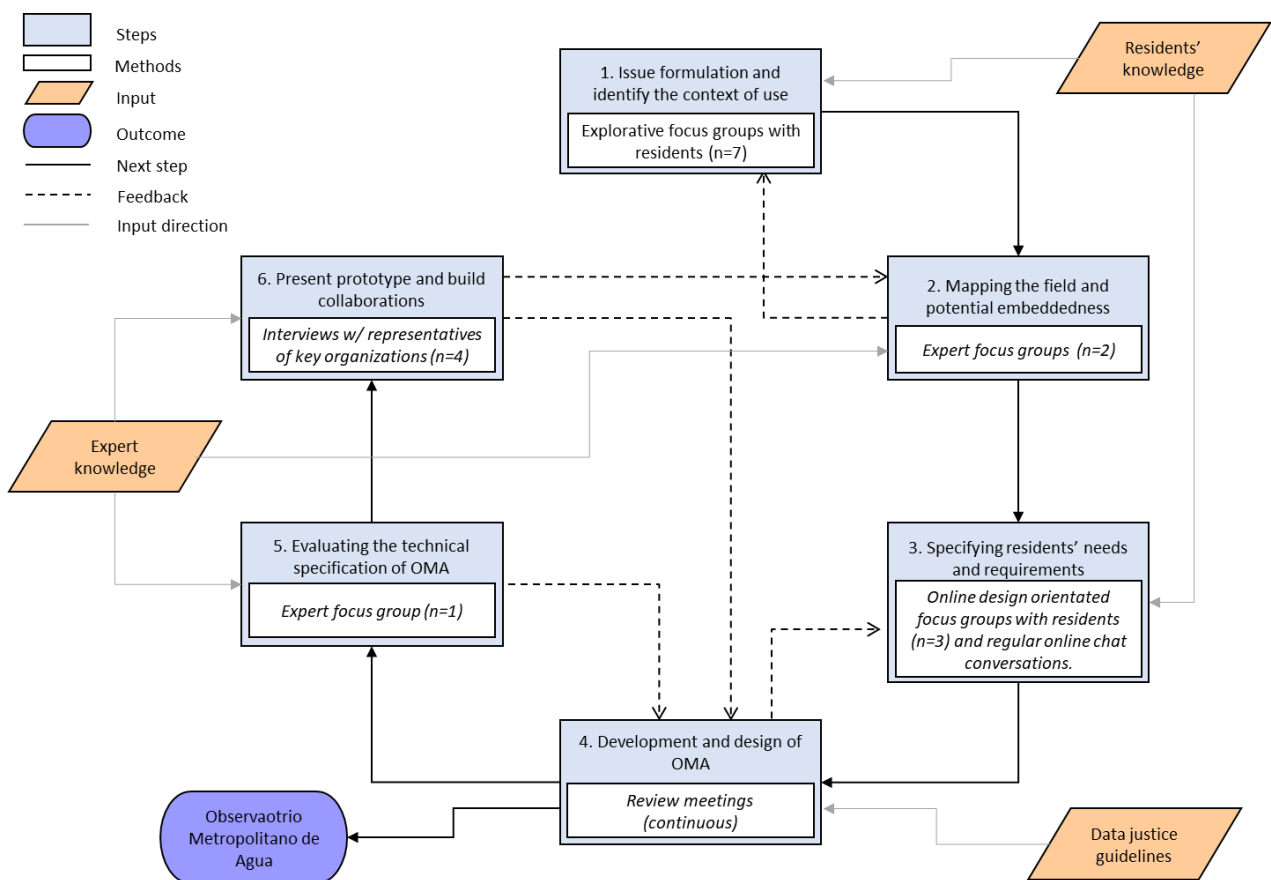 Steps
Methods
Input
Outcome
Next step
Feedback
Input direction
Residents'
knowledge
1. Issue formulation and
identify the context of use
Explorative focus groups with
residents (n=7)
6. Present prototype and build
collaborations
Interviews w/ representatives
of key organizations (n=4)
2. Mapping the field and
potential embeddedness
Expert focus groups (n=2)
Expert
knowledge
5. Evaluating the technical
specification of OMA
Expert focus group (n=1)
3. Specifying residents' needs
and requirements
Online design orientated
focus groups with residents
(n=3) and regular online chat
conversations.
4. Development and design of
OMA
Review meetings
(continuous)
Observaotrio
Metropolitano de
Agua
Data justice
guidelines